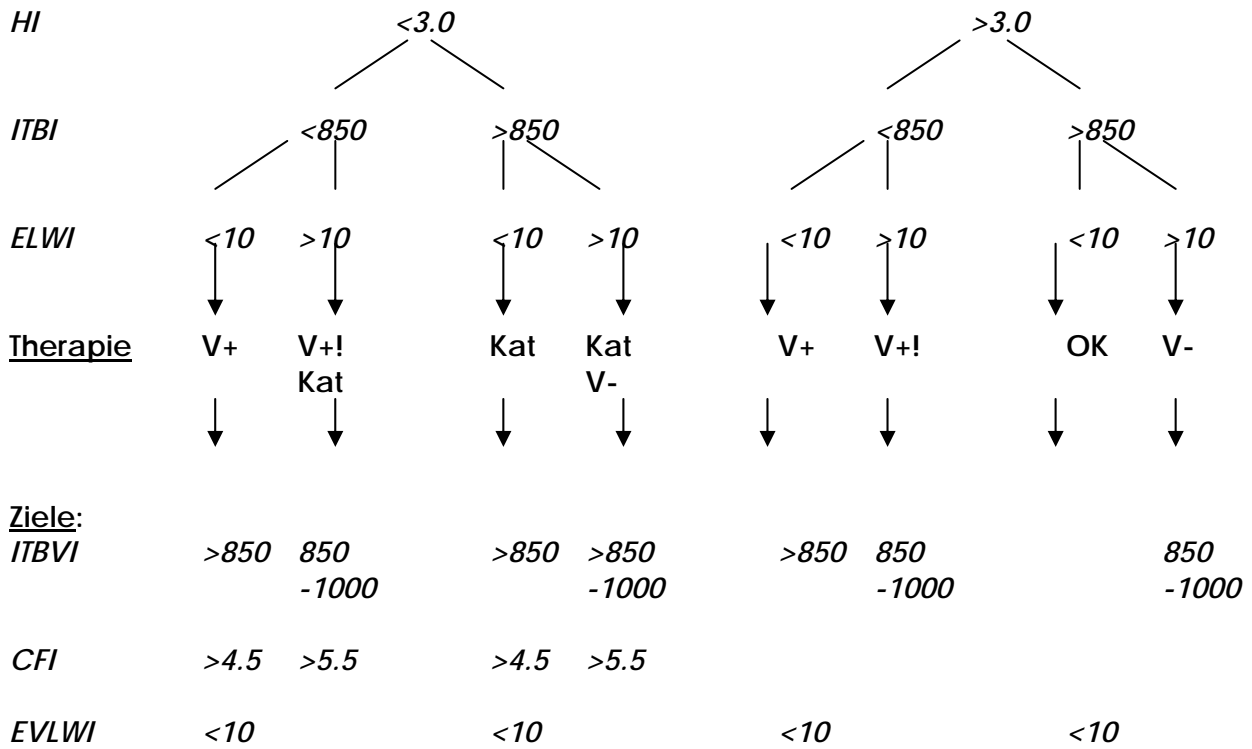 HI <3.0 >3.0
ITBI <850 >850 <850 >850
ELWI <10 >10 <10 >10 <10 >10 <10 >10
Therapie V+ V+! Kat Kat V+ V+! OK V-
Kat V-
Ziele:
ITBVI >850 850 >850 >850 >850 850 850
-1000 -1000 -1000 -1000
CFI >4.5 >5.5 >4.5 >5.5
EVLWI <10 <10 <10 <10